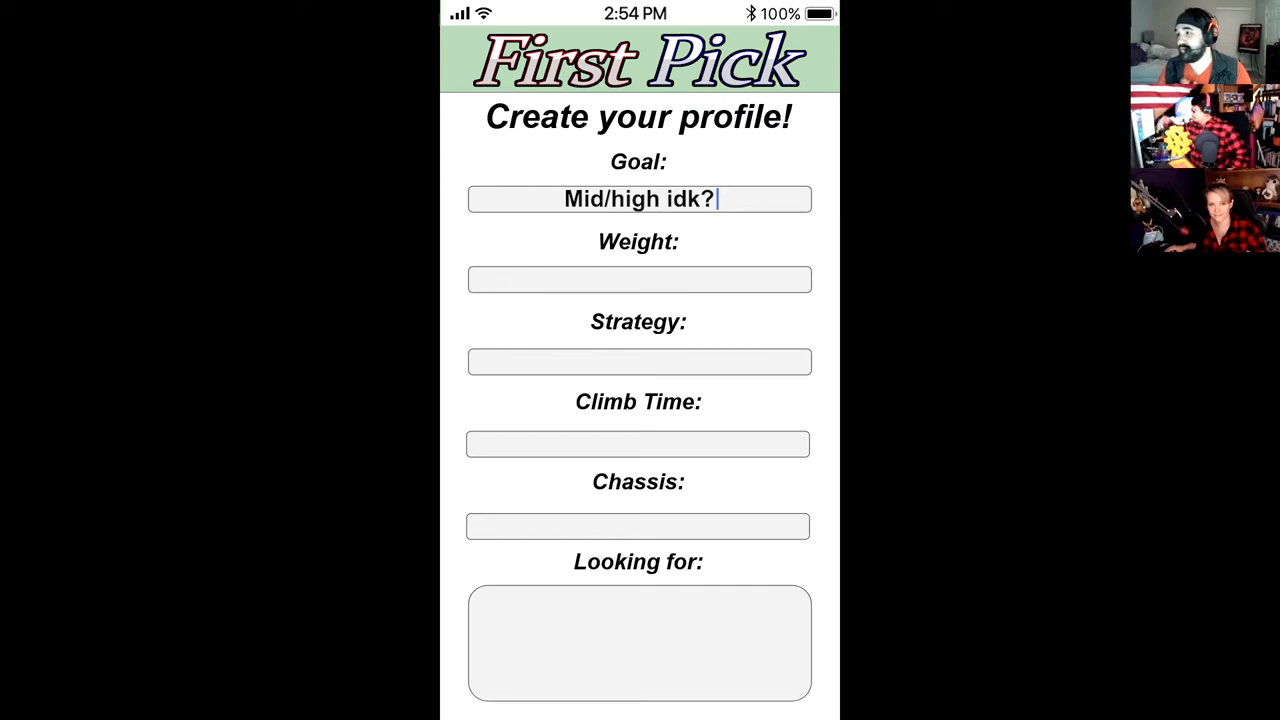 2:54 PM
100%
First Pick
Create your profile!
Goal:
Mid/high idk?
Weight:
Strategy:
Climb Time:
Chassis:
Looking for: